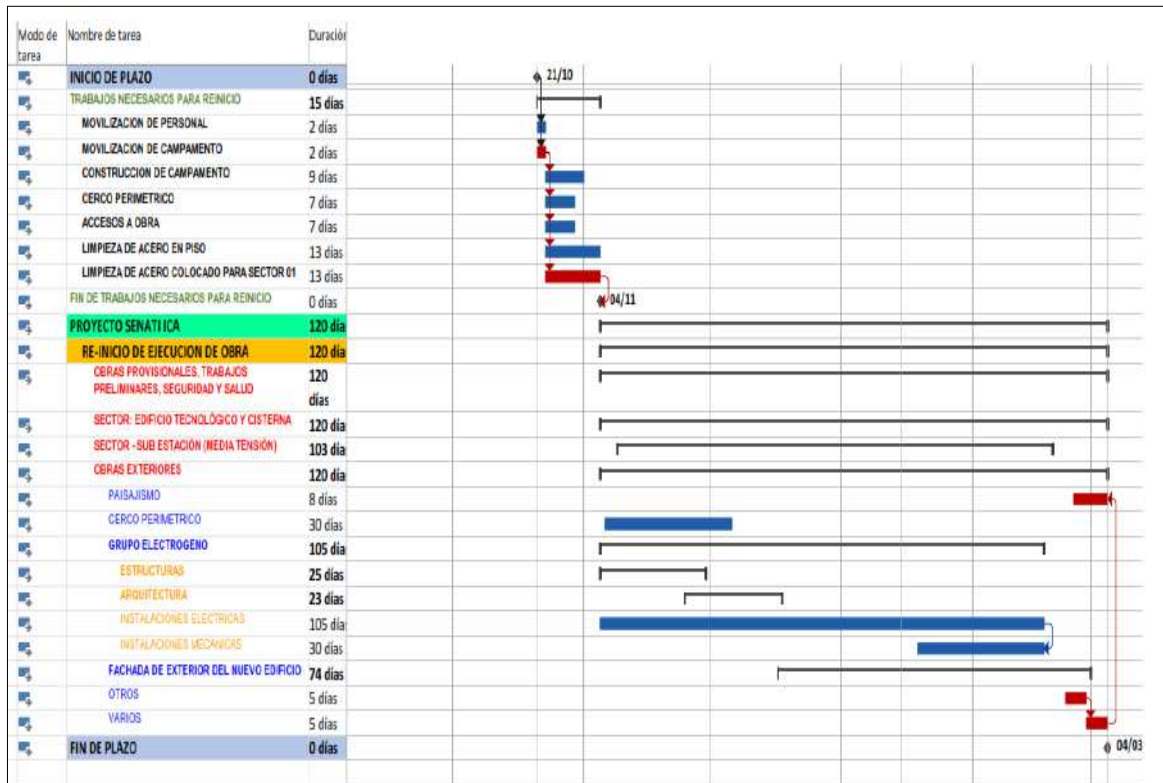 Modo de tarea Nombre de tarea Duración
INICIO DE PLAZO 0 días 21/10
TRABAJOS NECESARIOS PARA REINICIO 15 días
MOVILIZACION DE PERSONAL 2 días
MOVILIZACION DE CAMPAMENTO 2 días
CONSTRUCCION DE CAMPAMENTO 9 días
CERCO PERIMETRICO 7 días
ACCESOS A OBRA 7 días
LIMPIEZA DE ACERO EN PISO 13 días
LIMPIEZA DE ACERO COLOCADO PARA SECTOR 01 13 días
FIN DE TRABAJOS NECESARIOS PARA REINICIO 0 días 04/11
PROYECTO SENATI ICA 120 día
RE-INICIO DE EJECUCION DE OBRA 120 día
OBRAS PROVISIONALES, TRABAJOS 120
PRELIMINARES, SEGURIDAD Y SALUD días
SECTOR: EDIFICIO TECNOLÓGICO Y CISTERNA 120 día
SECTOR - SUB ESTACIÓN (MEDIA TENSIÓN) 103 día
OBRAS EXTERIORES 120 día
PAISAJISMO 8 días
CERCO PERIMETRICO 30 días
GRUPO ELECTROGENO 105 día
ESTRUCTURAS 25 días
ARQUITECTURA 23 días
INSTALACIONES ELECTRICAS 105 día
INSTALACIONES MECANICAS 30 días
FACHADA DE EXTERIOR DEL NUEVO EDIFICIO 74 días
OTROS 5 días
VARIOS 5 días
FIN DE PLAZO 0 días 04/03